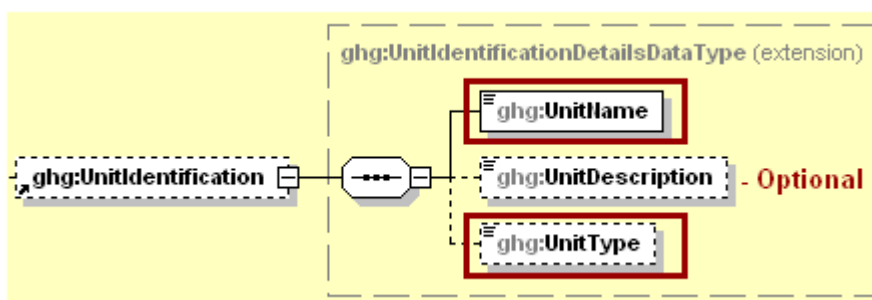 ghg:UnitIdentificationDetailsDataType (extension)
ghg:UnitName
ghg:UnitIdentification
ghg:UnitDescription - Optional
ghg:UnitType